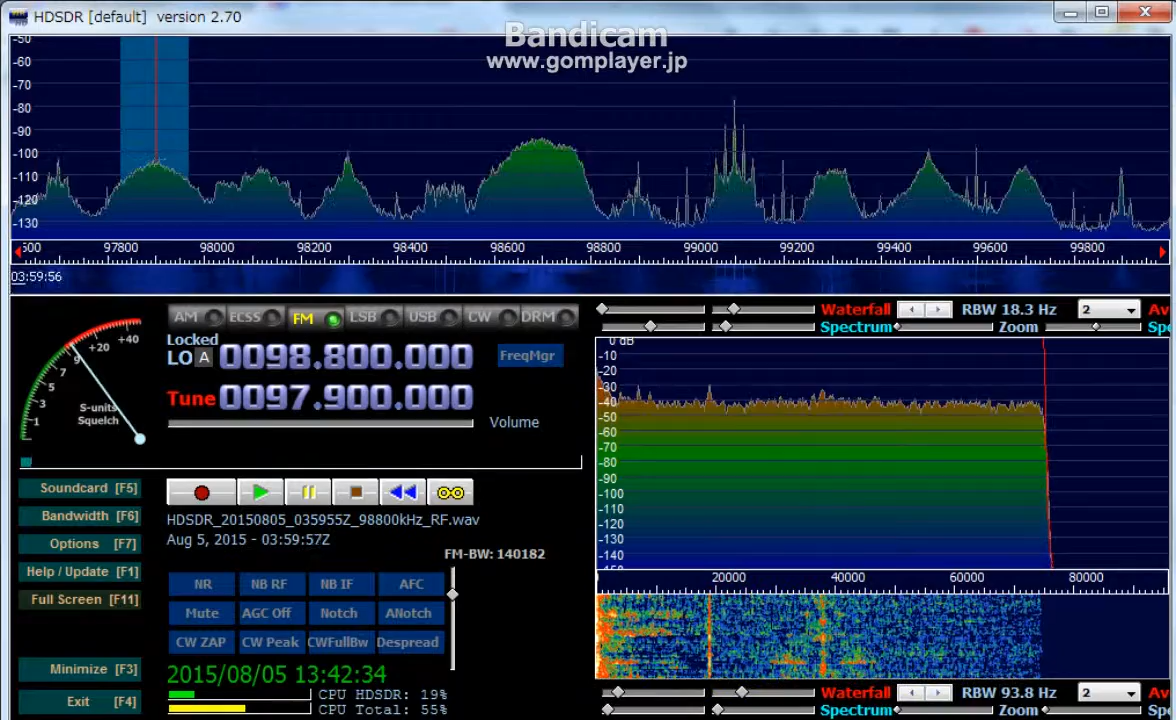 HDSDR [default] version 2.70
Bandicam
www.gomplayer.jp
-50
-60
-70
-80
-90
-100
-110
-120
-130
97800 98000 98200 98400 98600 98800 99000 99200 99400 99600 99800
03:59:56
AM ECSS FM LSB USB CW DRM
Locked
LO A 0098.800.000 FreqMgr
Tune 0097.900.000
Volume
+40
+20
9
7
5
3
1
S-units
Squelch
Soundcard [F5]
Bandwidth [F6]
Options [F7]
Help / Update [F1]
Full Screen [F11]
Minimize [F3]
Exit [F4]
HDSDR_20150805_035955Z_98800kHz_RF.wav
Aug 5, 2015 - 03:59:57Z
FM-BW: 140182
NR NB RF NB IF AFC
Mute AGC Off Notch ANotch
CW ZAP CW Peak CWFullBw Despread
2015/08/05 13:42:34
CPU HDSDR: 19%
CPU Total: 55%
Waterfall RBW 18.3 Hz 2 Av
Spectrum Zoom Spe
0 dB
-10
-20
-30
-40
-50
-60
-70
-80
-90
-100
-110
-120
-130
-140
20000 40000 60000 80000
Waterfall RBW 93.8 Hz 2 Av
Spectrum Zoom Spe